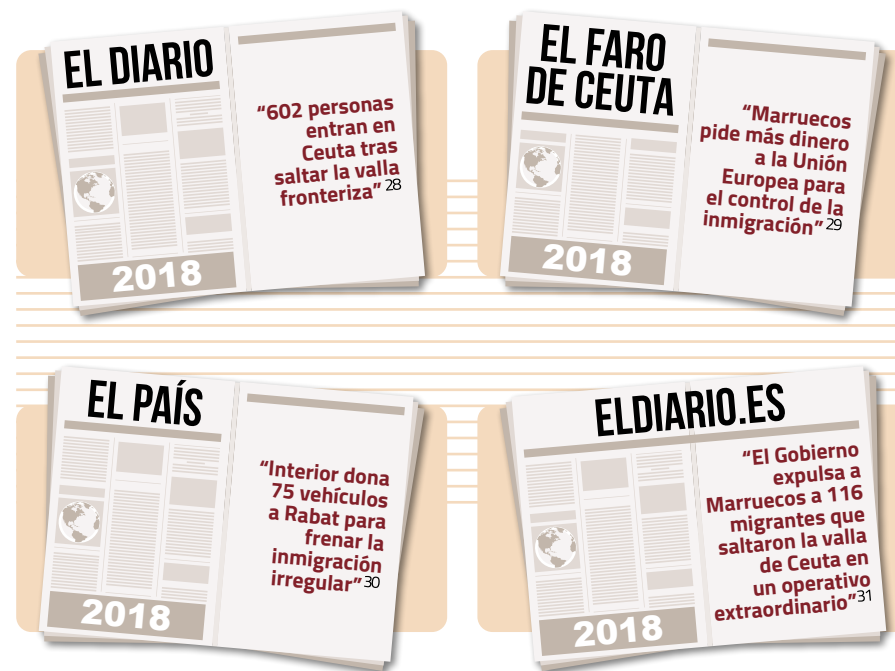 EL DIARIO
“602 personas
entran en
Ceuta tras
saltar la valla
fronteriza” 28
2018
EL FARO
DE CEUTA
“Marruecos
pide más dinero
a la Unión
Europea para
el control de la
inmigración” 29
2018
EL PAÍS
“Interior dona
75 vehículos
a Rabat para
frenar la
inmigración
irregular” 30
2018
ELDIARIO.ES
“El Gobierno
expulsa a
Marruecos a 116
migrantes que
saltaron la valla
de Ceuta en
un operativo
extraordinario”31
2018